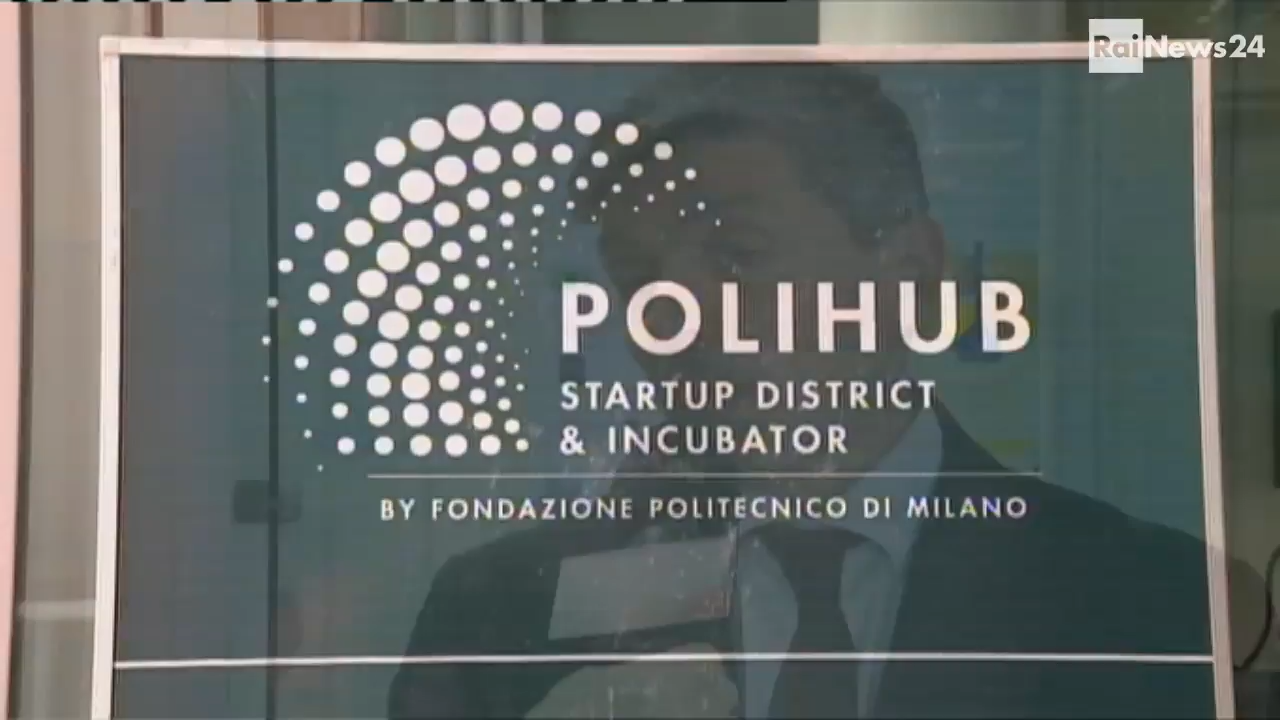 RaiNews24
POLIHUB
STARTUP DISTRICT
& INCUBATOR
BY FONDAZIONE POLITECNICO DI MILANO